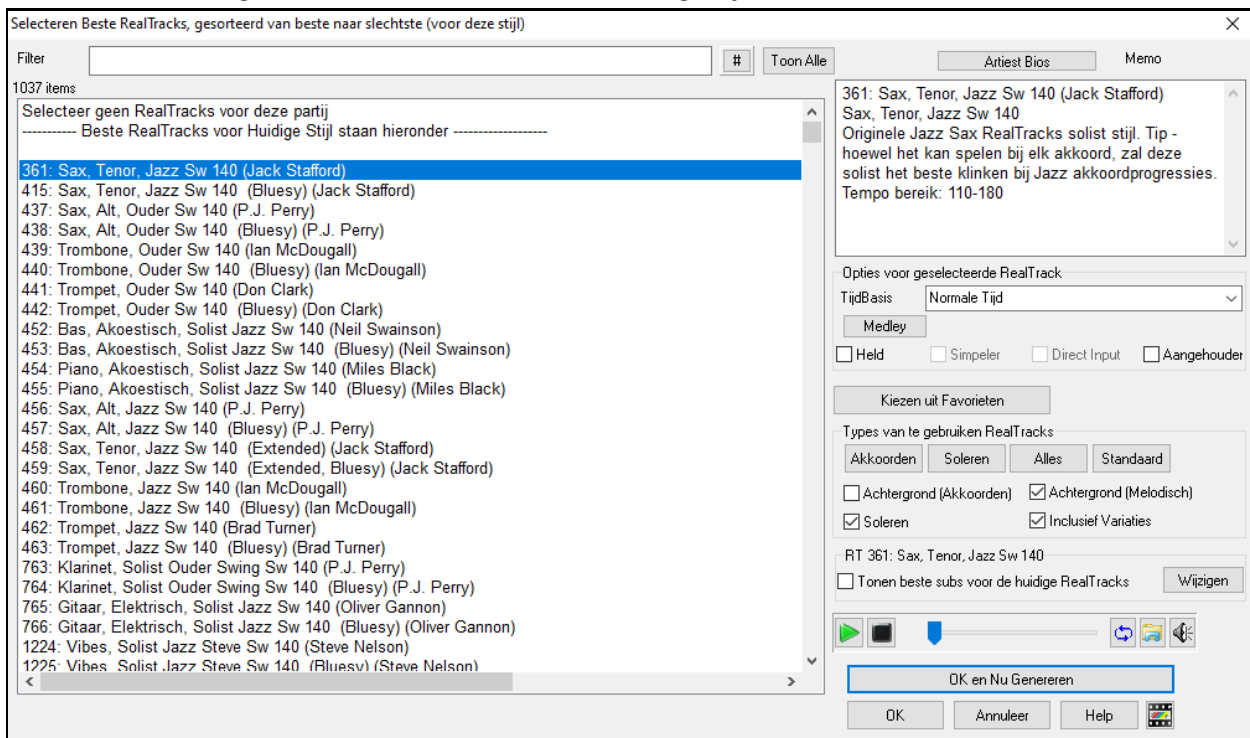 Selecteren Beste RealTracks, gesorteerd van beste naar slechtste (voor deze stijl)
Filter
#
Toon Alle
1037 items
Selecteer geen RealTracks voor deze partij
----------- Beste RealTracks voor Huidige Stijl staan hieronder -------------------
361: Sax, Tenor, Jazz Sw 140 (Jack Stafford)
415: Sax, Tenor, Jazz Sw 140 (Bluesy) (Jack Stafford)
437: Sax, Alt, Ouder Sw 140 (P.J. Perry)
438: Sax, Alt, Ouder Sw 140 (Bluesy) (P.J. Perry)
439: Trombone, Ouder Sw 140 (Ian McDougall)
440: Trombone, Ouder Sw 140 (Bluesy) (Ian McDougall)
441: Trompet, Ouder Sw 140 (Don Clark)
442: Trompet, Ouder Sw 140 (Bluesy) (Don Clark)
452: Bas, Akoestisch, Solist Jazz Sw 140 (Neil Swainson)
453: Bas, Akoestisch, Solist Jazz Sw 140 (Bluesy) (Neil Swainson)
454: Piano, Akoestisch, Solist Jazz Sw 140 (Miles Black)
455: Piano, Akoestisch, Solist Jazz Sw 140 (Bluesy) (Miles Black)
456: Sax, Alt, Jazz Sw 140 (P.J. Perry)
457: Sax, Alt, Jazz Sw 140 (Bluesy) (P.J. Perry)
458: Sax, Tenor, Jazz Sw 140 (Extended) (Jack Stafford)
459: Sax, Tenor, Jazz Sw 140 (Extended, Bluesy) (Jack Stafford)
460: Trombone, Jazz Sw 140 (Ian McDougall)
461: Trombone, Jazz Sw 140 (Bluesy) (Ian McDougall)
462: Trompet, Jazz Sw 140 (Brad Turner)
463: Trompet, Jazz Sw 140 (Bluesy) (Brad Turner)
763: Klarinet, Solist Ouder Swing Sw 140 (P.J. Perry)
764: Klarinet, Solist Ouder Swing Sw 140 (Bluesy) (P.J. Perry)
765: Gitaar, Elektrisch, Solist Jazz Sw 140 (Oliver Gannon)
766: Gitaar, Elektrisch, Solist Jazz Sw 140 (Bluesy) (Oliver Gannon)
1224: Vibes, Solist Jazz Steve Sw 140 (Steve Nelson)
1225: Vibes, Solist Jazz Steve Sw 140 (Bluesy) (Steve Nelson)
Artiest Bios
Memo
361: Sax, Tenor, Jazz Sw 140 (Jack Stafford)
Sax, Tenor, Jazz Sw 140
Originele Jazz Sax RealTracks solist stijl. Tip -
hoewel het kan spelen bij elk akkoord, zal deze
solist het beste klinken bij Jazz akkoordprogressies.
Tempo bereik: 110-180
Opties voor geselecteerde RealTrack
TijdBasis
Normale Tijd
Medley
Held
Simpeler
Direct Input
Aangehouder
Kiezen uit Favorieten
Types van te gebruiken RealTracks
Akkoorden
Soleren
Alles
Standaard
Achtergrond (Akkoorden)
Achtergrond (Melodisch)
Soleren
Inclusief Variaties
RT 361: Sax, Tenor, Jazz Sw 140
Tonen beste subs voor de huidige RealTracks
Wijzigen
OK en Nu Genereren
OK
Annuleer
Help